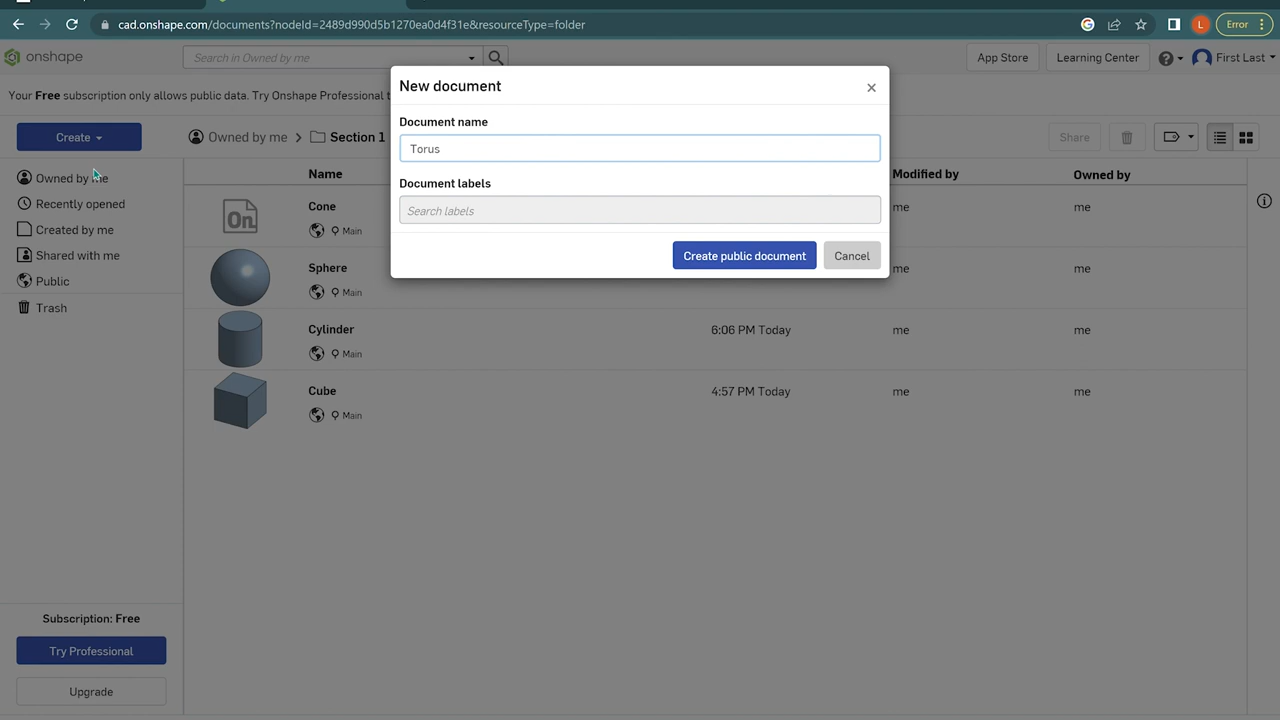 cad.onshape.com/documents?nodeId=2489d990d5b1270ea0d4f31e&resourceType=folder
L
Error
onshape
Search in Owned by me
App Store
Learning Center
First Last
Your Free subscription only allows public data. Try Onshape Professional t
Create
Owned by me
Section 1
Share
New document
Document name
Torus
Document labels
Search labels
Create public document
Cancel
Owned by me
Recently opened
Created by me
Shared with me
Public
Trash
Name
Modified by
Owned by
On
Cone
Main
me
me
Sphere
Main
me
me
Cylinder
Main
6:06 PM Today
me
me
Cube
Main
4:57 PM Today
me
me
Subscription: Free
Try Professional
Upgrade